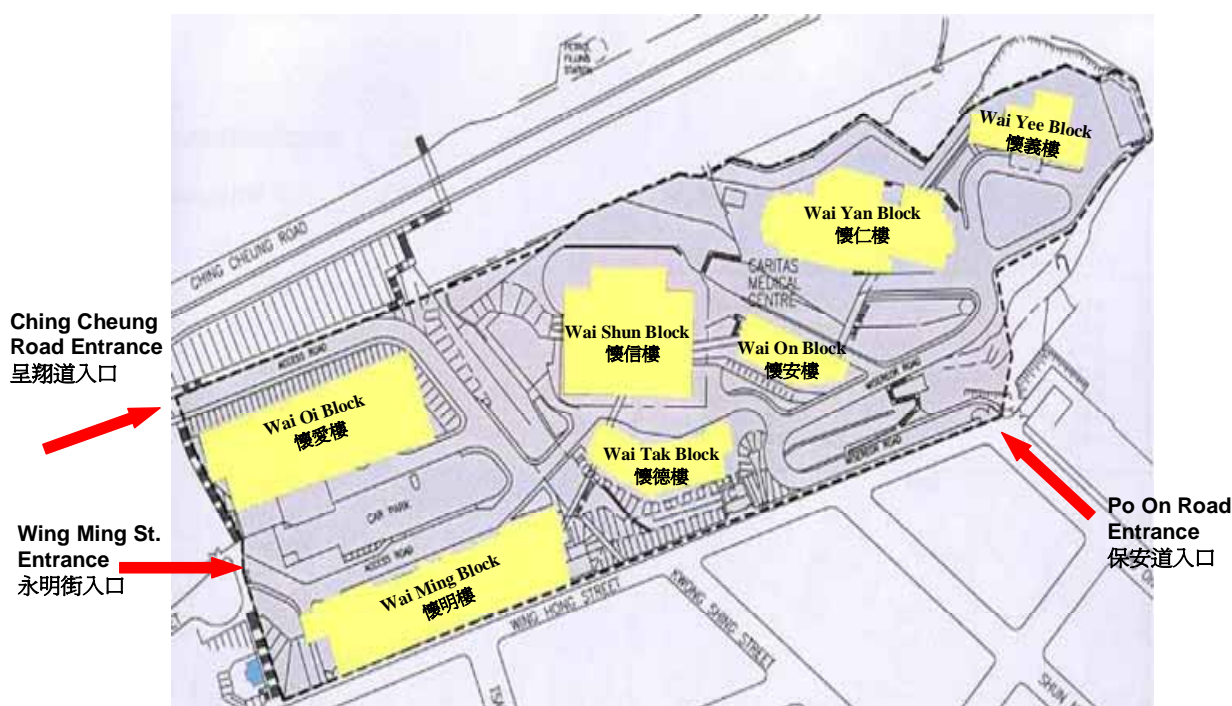 PETROL
FILLING
STATION
Wai Yee Block
懷義樓
Wai Yan Block
懷仁樓
CHING CHEUNG ROAD
CARITAS
MEDICAL
CENTRE
Ching Cheung
Road Entrance
呈翔道入口
Wai Shun Block
懷信樓
Wai On Block
懷安樓
ACCESS ROAD
Wai Oi Block
懷愛樓
Wai Tak Block
懷德樓
CAR PARK
Wing Ming St.
Entrance
永明街入口
ACCESS ROAD
Wai Ming Block
懷明樓
Po On Road
Entrance
保安道入口
WING HONG STREET
KWONG SHING STREET
SHUN